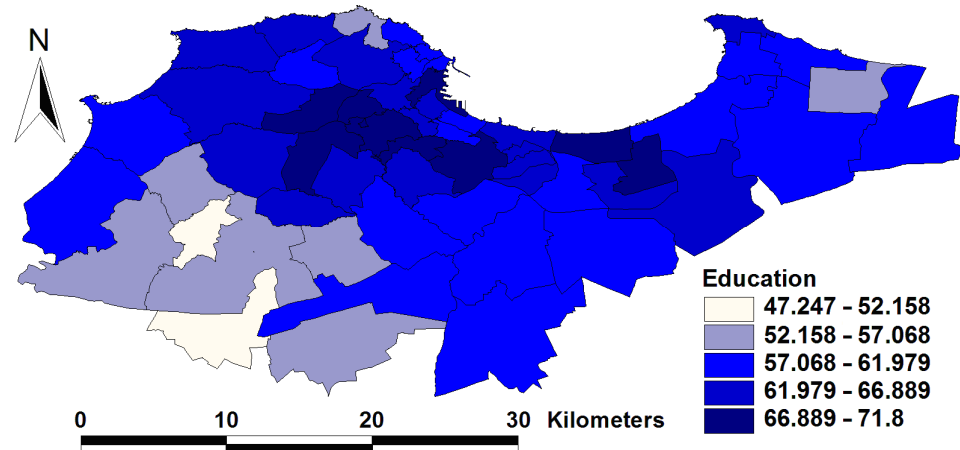 N
Education
47.247 - 52.158
52.158 - 57.068
57.068 - 61.979
61.979 - 66.889
66.889 - 71.8
0 10 20 30 Kilometers